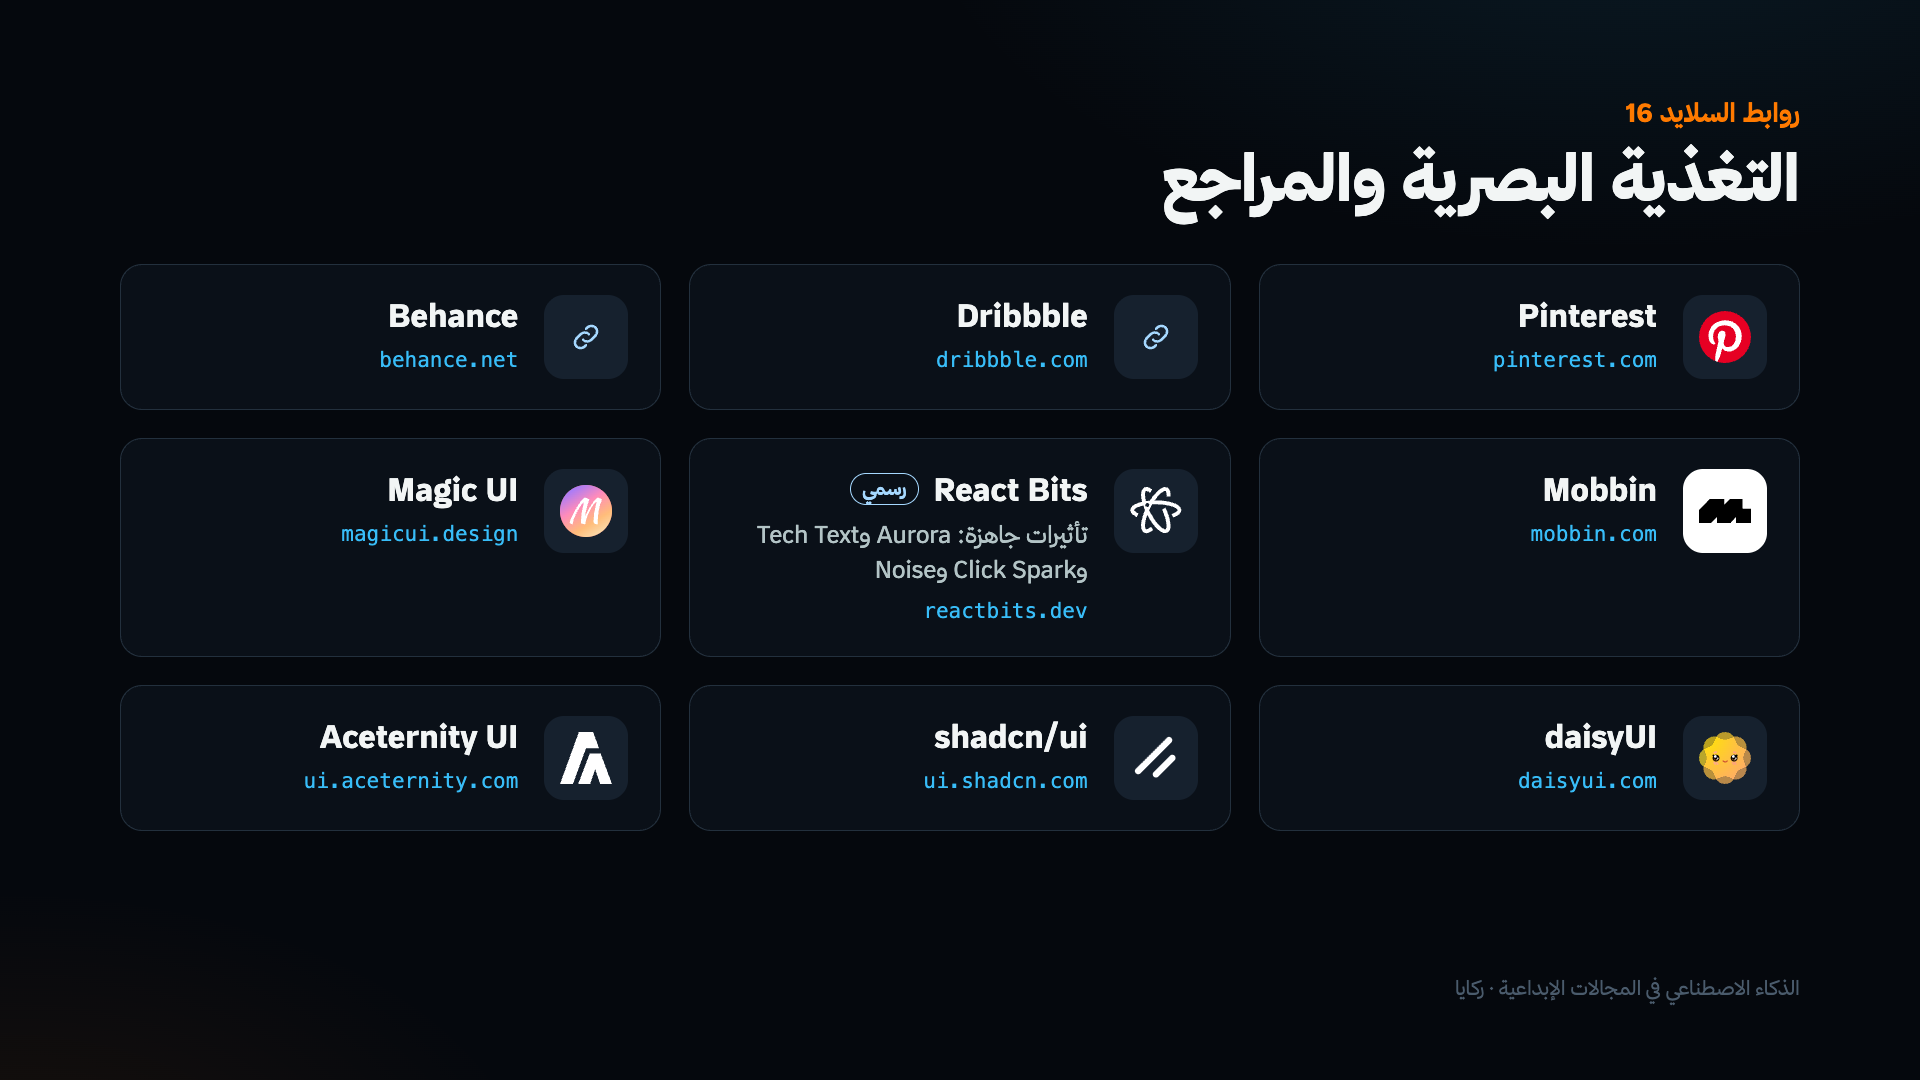 روابط السلايد 16
التغذية البصرية والمراجع
Pinterest
pinterest.com
Dribbble
dribbble.com
Behance
behance.net
Mobbin
mobbin.com
React Bits رسمي
تأثيرات جاهزة: Aurora وTech Text
وClick Spark وNoise
reactbits.dev
Magic UI
magicui.design
daisyUI
daisyui.com
shadcn/ui
ui.shadcn.com
Aceternity UI
ui.aceternity.com
الذكاء الاصطناعي في المجالات الإبداعية · ركايا